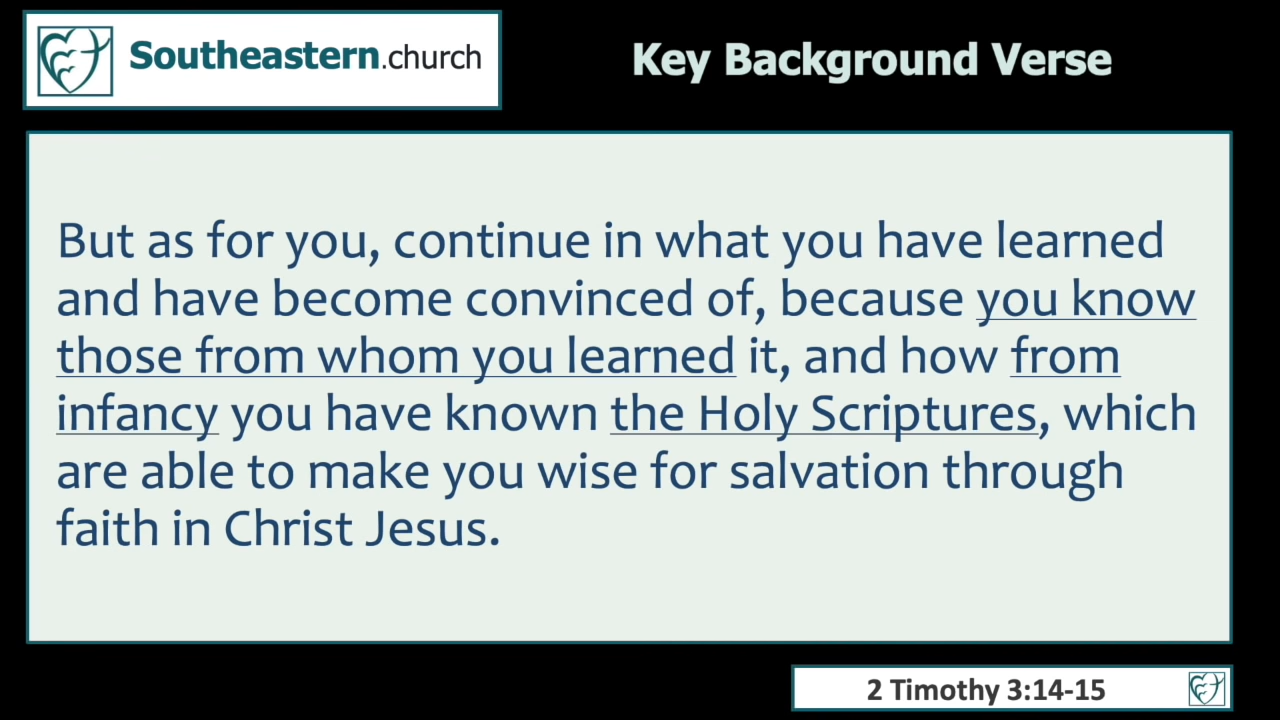 Southeastern.church
Key Background Verse
But as for you, continue in what you have learned
and have become convinced of, because you know
those from whom you learned it, and how from
infancy you have known the Holy Scriptures, which
are able to make you wise for salvation through
faith in Christ Jesus.
2 Timothy 3:14-15